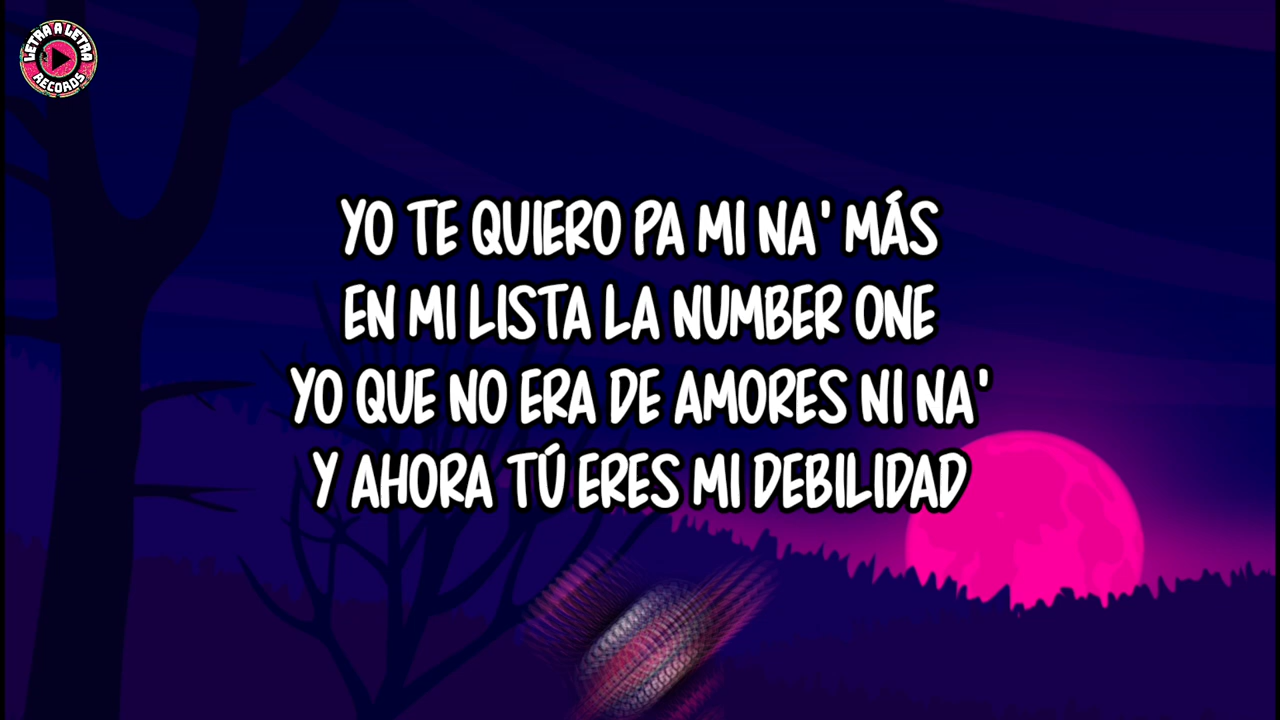 LETRA A LETRA
RECORDS
YO TE QUIERO PA MI NA' MÁS
EN MI LISTA LA NUMBER ONE
YO QUE NO ERA DE AMORES NI NA'
Y AHORA TÚ ERES MI DEBILIDAD